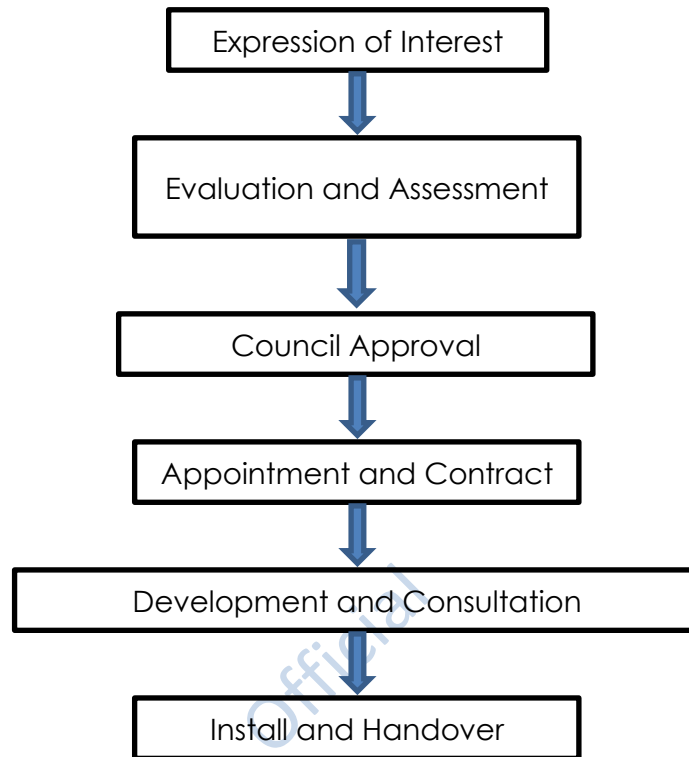 Expression of Interest
Evaluation and Assessment
Council Approval
Appointment and Contract
Development and Consultation
Official
Install and Handover